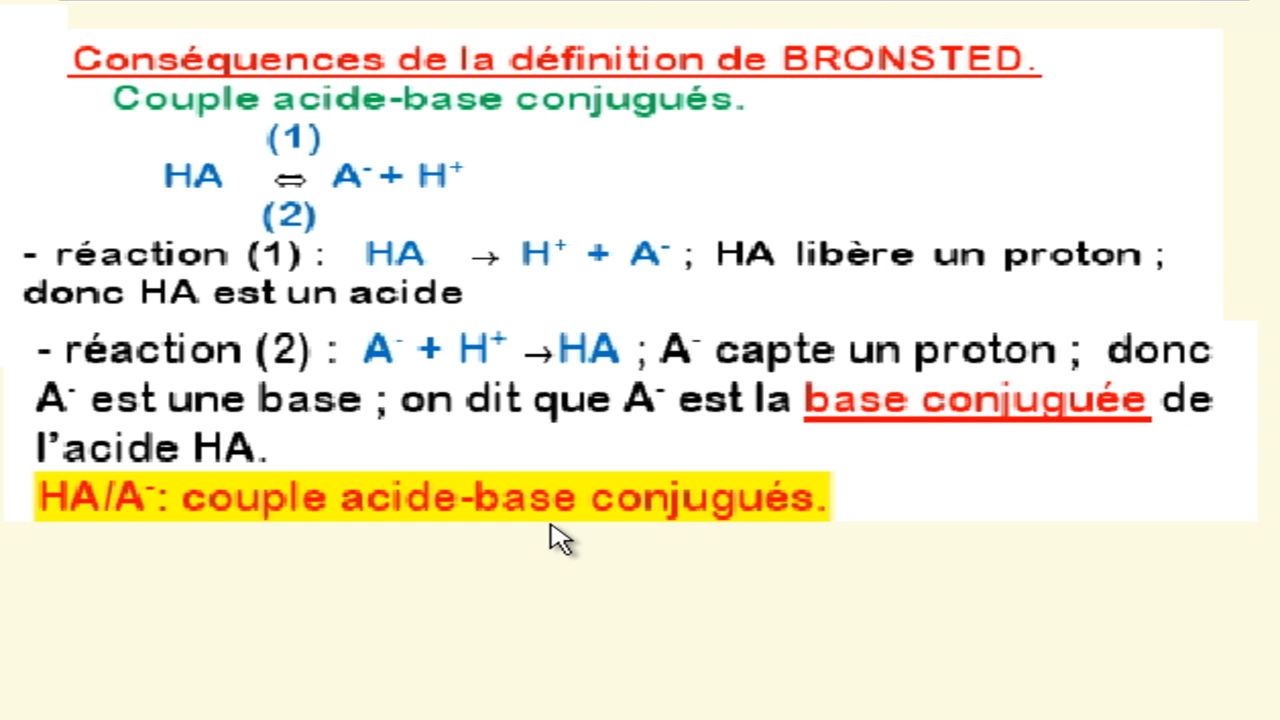 Conséquences de la définition de BRONSTED.
Couple acide-base conjugués.
(1)
HA ⇔ A⁻ + H⁺
(2)
- réaction (1) : HA → H⁺ + A⁻ ; HA libère un proton ;
donc HA est un acide
- réaction (2) : A⁻ + H⁺ →HA ; A⁻ capte un proton ; donc
A⁻ est une base ; on dit que A⁻ est la base conjuguée de
l'acide HA.
HA/A⁻: couple acide-base conjugués.